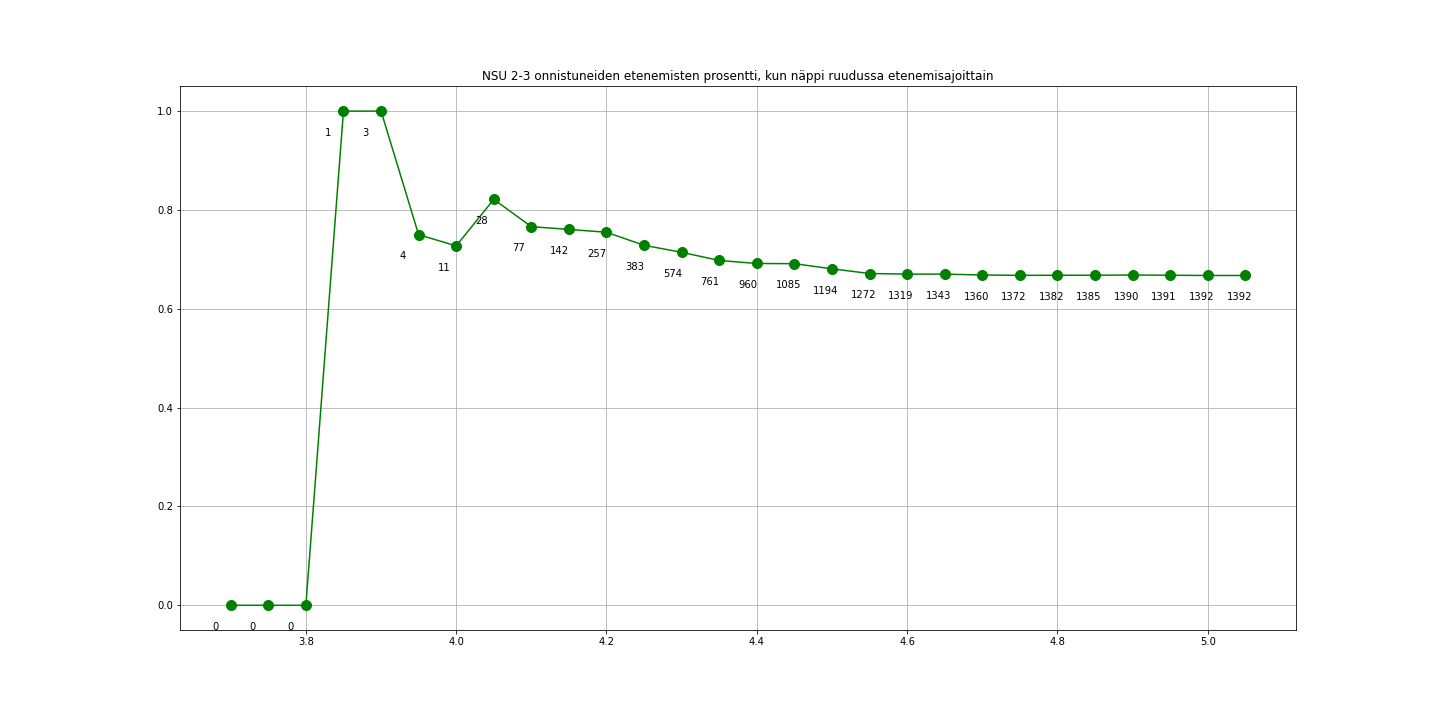 NSU 2-3 onnistuneiden etenemisten prosentti, kun näppi ruudussa etenemisajoittain
1.0
1 3
0.8
28
77 142 257
4
11 383 574 761 960 1085 1194 1272 1319 1343 1360 1372 1382 1385 1390 1391 1392 1392
0.6
0.4
0.2
0.0
0 0 0
3.8 4.0 4.2 4.4 4.6 4.8 5.0